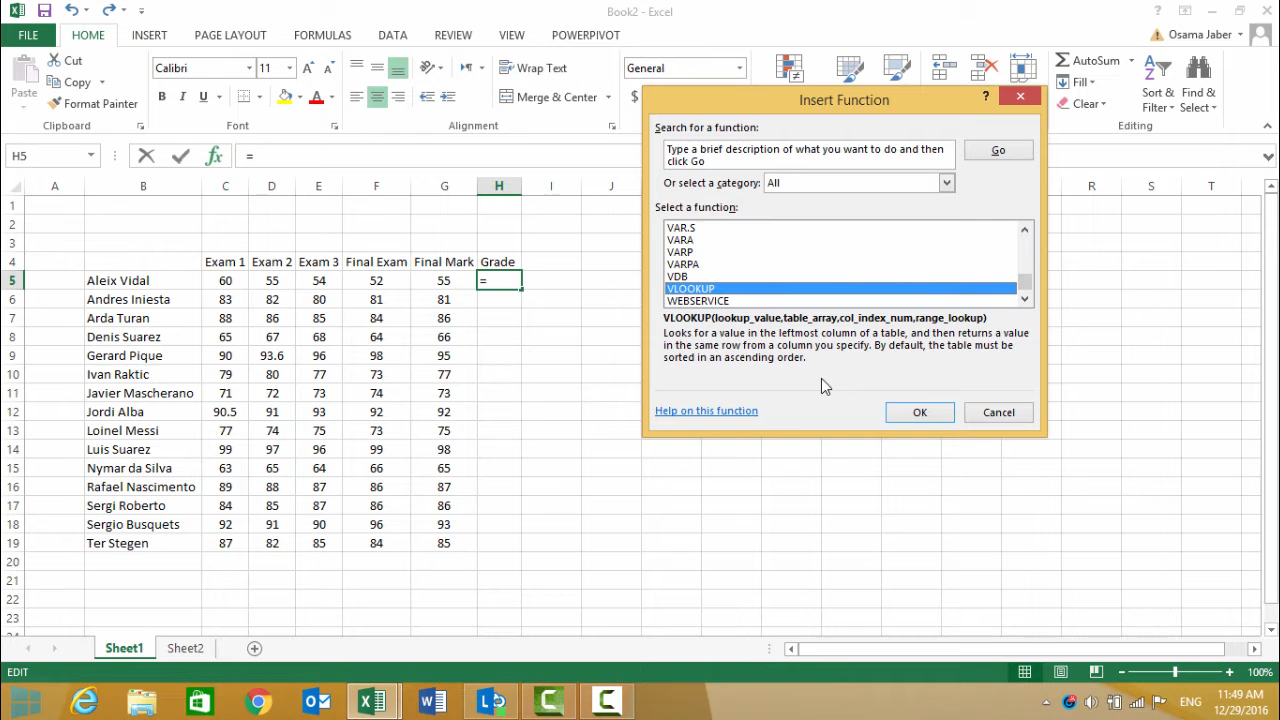 Book2 - Excel
?
FILE HOME INSERT PAGE LAYOUT FORMULAS DATA REVIEW VIEW POWERPIVOT Osama Jaber
Paste
Cut
Copy
Format Painter
Clipboard
Calibri 11
B I U A
Font
Wrap Text
Merge & Center
Alignment
General
$
AutoSum
Fill
Clear
Sort & Filter
Find & Select
Editing
H5 fx =
A B C D E F G H I J R S T
1
2
3
4 Exam 1 Exam 2 Exam 3 Final Exam Final Mark Grade
5 Aleix Vidal 60 55 54 52 55 =
6 Andres Iniesta 83 82 80 81 81
7 Arda Turan 88 87 85 84 86
8 Denis Suarez 65 67 68 64 66
9 Gerard Pique 90 93.6 96 98 95
10 Ivan Raktic 79 80 77 73 77
11 Javier Mascherano 71 72 73 74 73
12 Jordi Alba 90.5 91 93 92 92
13 Loinel Messi 77 74 75 73 75
14 Luis Suarez 99 97 96 99 98
15 Nymar da Silva 63 65 64 66 65
16 Rafael Nascimento 89 88 87 86 87
17 Sergi Roberto 84 85 87 86 86
18 Sergio Busquets 92 91 90 96 93
19 Ter Stegen 87 82 85 84 85
20
21
22
23
Insert Function
?
Search for a function:
Type a brief description of what you want to do and then
click Go
Go
Or select a category: All
Select a function:
VAR.S
VARA
VARP
VARPA
VDB
VLOOKUP
WEBSERVICE
VLOOKUP(lookup_value,table_array,col_index_num,range_lookup)
Looks for a value in the leftmost column of a table, and then returns a value
in the same row from a column you specify. By default, the table must be
sorted in an ascending order.
Help on this function
OK Cancel
Sheet1 Sheet2
EDIT 100%
ENG
11:49 AM
12/29/2016